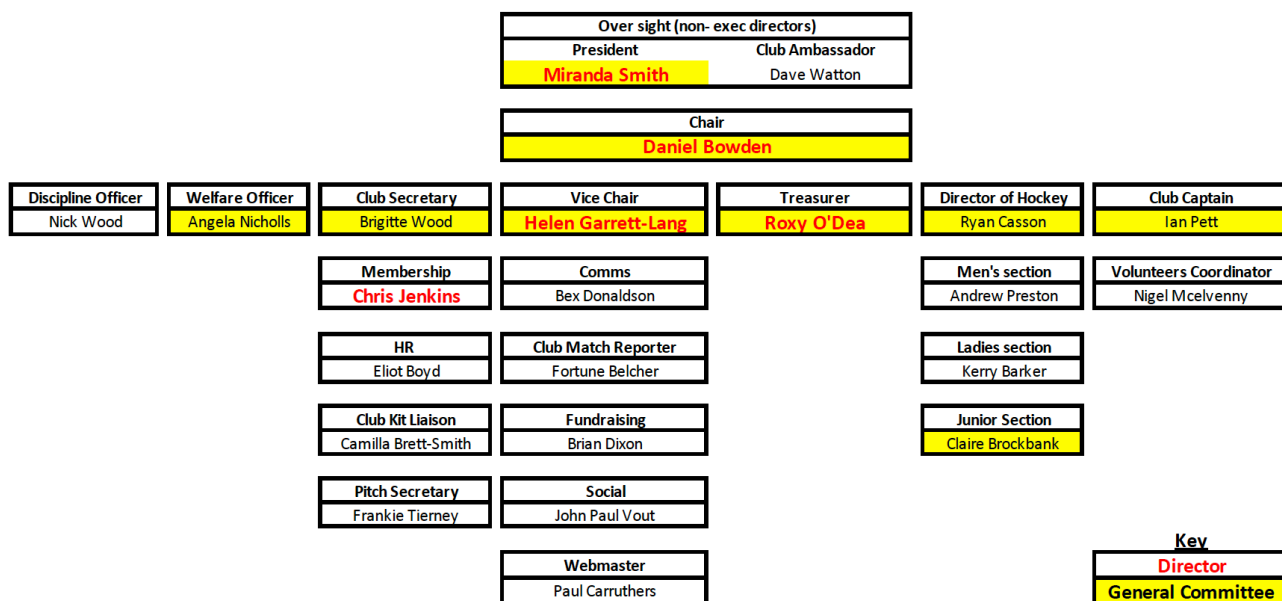 Over sight (non- exec directors)
President Club Ambassador
Miranda Smith Dave Watton
Chair
Daniel Bowden
Discipline Officer Welfare Officer Club Secretary Vice Chair Treasurer Director of Hockey Club Captain
Nick Wood Angela Nicholls Brigitte Wood Helen Garrett-Lang Roxy O'Dea Ryan Casson Ian Pett
Membership Comms Men's section Volunteers Coordinator
Chris Jenkins Bex Donaldson Andrew Preston Nigel Mcelvenny
HR Club Match Reporter Ladies section
Eliot Boyd Fortune Belcher Kerry Barker
Club Kit Liaison Fundraising Junior Section
Camilla Brett-Smith Brian Dixon Claire Brockbank
Pitch Secretary Social
Frankie Tierney John Paul Vout
Key
Webmaster Director
Paul Carruthers General Committee